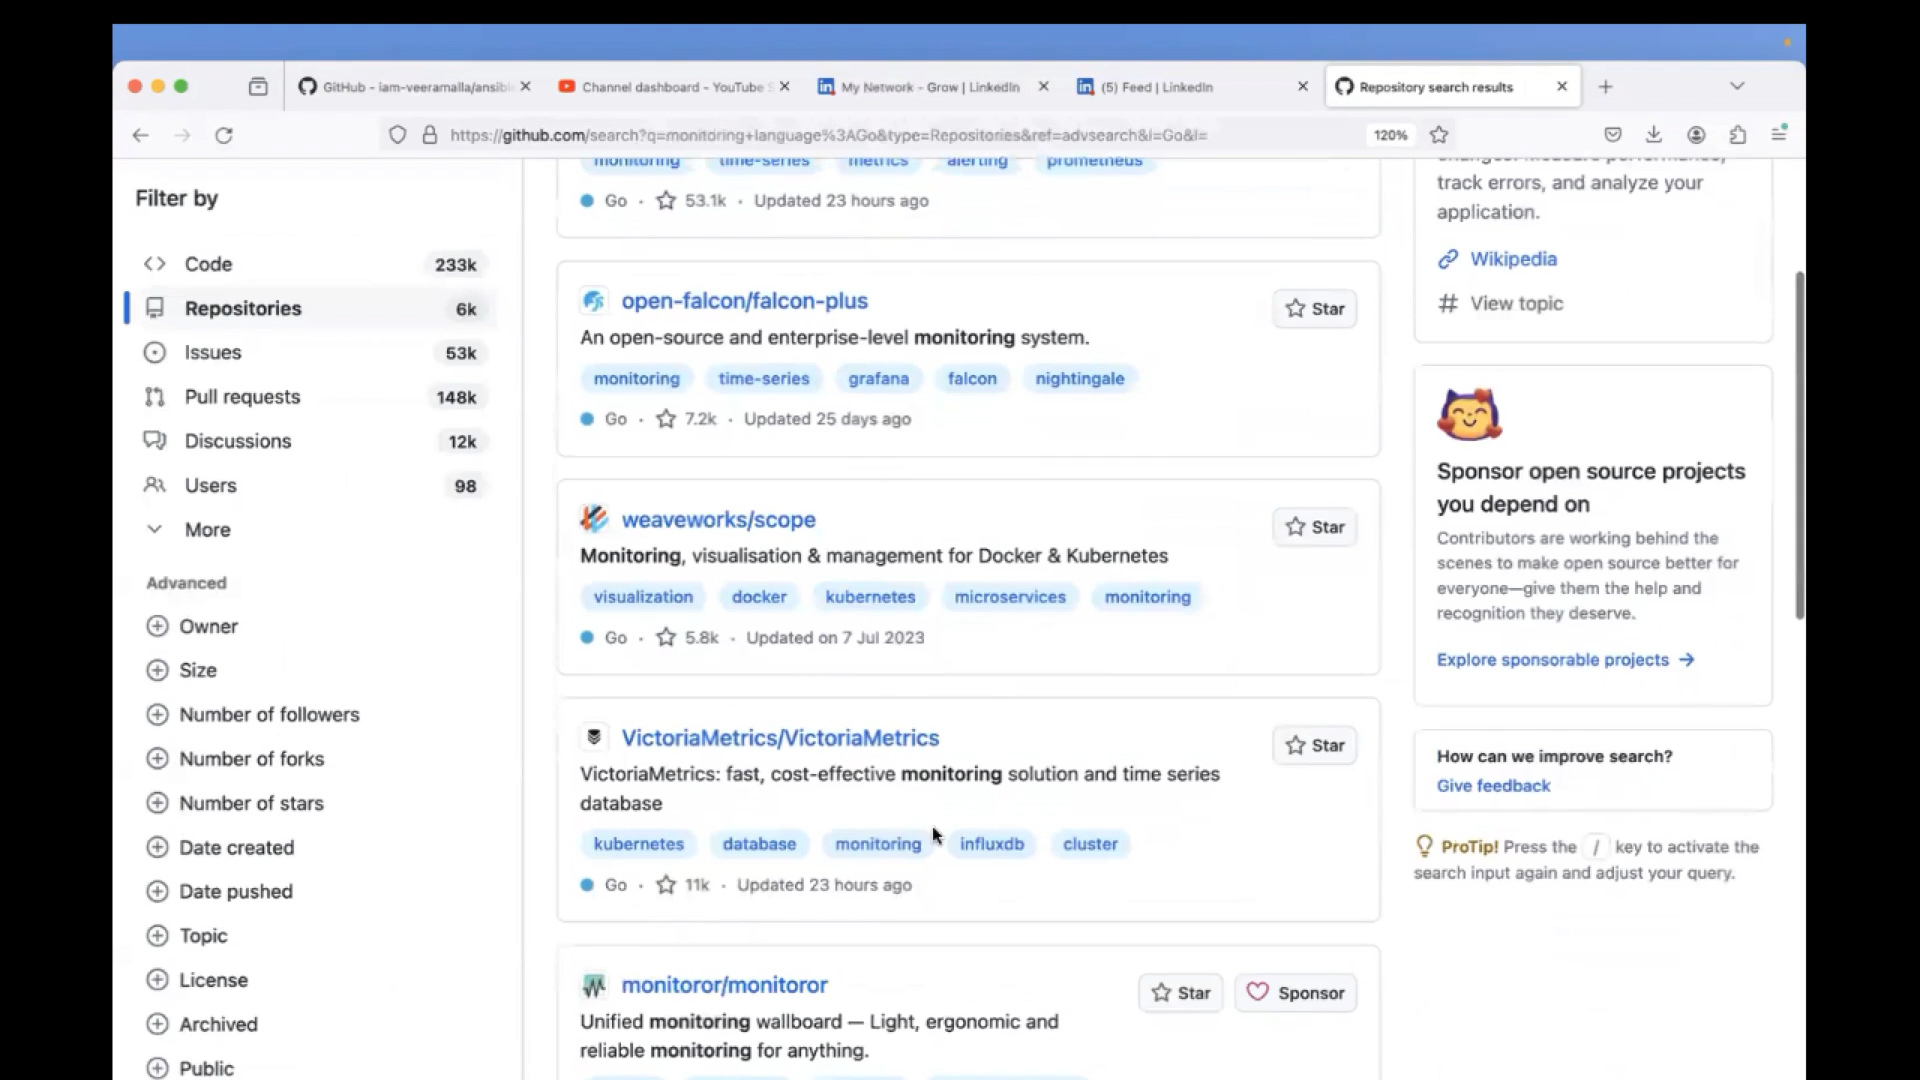 GitHub - iam-veeramalla/ansibl
Channel dashboard - YouTube S
My Network - Grow | LinkedIn
(5) Feed | LinkedIn
Repository search results
https://github.com/search?q=monitoring+language%3AGo&type=Repositories&ref=advsearch&l=Go&l=
120%
Filter by
Code 233k
Repositories 6k
Issues 53k
Pull requests 148k
Discussions 12k
Users 98
More
Advanced
Owner
Size
Number of followers
Number of forks
Number of stars
Date created
Date pushed
Topic
License
Archived
Public
monitoring time-series metrics alerting prometheus
Go · 53.1k · Updated 23 hours ago
open-falcon/falcon-plus
Star
An open-source and enterprise-level monitoring system.
monitoring time-series grafana falcon nightingale
Go · 7.2k · Updated 25 days ago
weaveworks/scope
Star
Monitoring, visualisation & management for Docker & Kubernetes
visualization docker kubernetes microservices monitoring
Go · 5.8k · Updated on 7 Jul 2023
VictoriaMetrics/VictoriaMetrics
Star
VictoriaMetrics: fast, cost-effective monitoring solution and time series
database
kubernetes database monitoring influxdb cluster
Go · 11k · Updated 23 hours ago
monitoror/monitoror
Star
Sponsor
Unified monitoring wallboard — Light, ergonomic and
reliable monitoring for anything.
changes. Measure performance,
track errors, and analyze your
application.
Wikipedia
# View topic
Sponsor open source projects
you depend on
Contributors are working behind the
scenes to make open source better for
everyone—give them the help and
recognition they deserve.
Explore sponsorable projects →
How can we improve search?
Give feedback
ProTip! Press the / key to activate the
search input again and adjust your query.